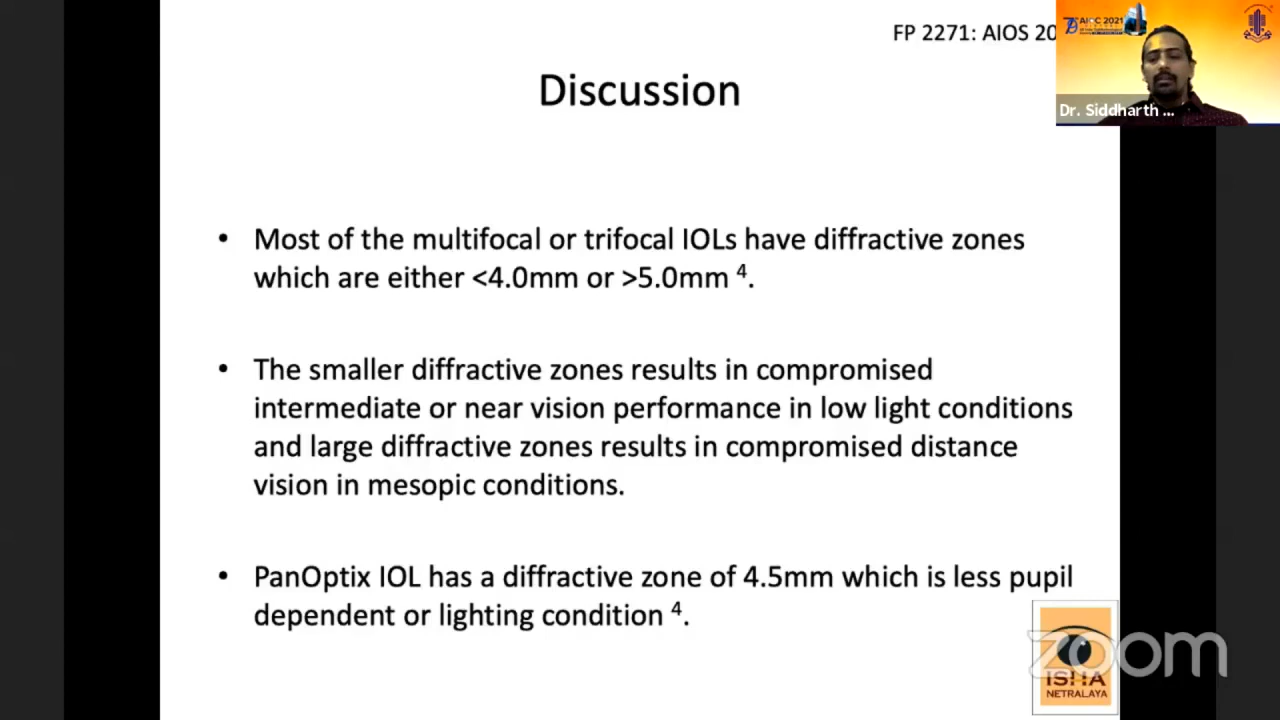 FP 2271: AIOS 20
AIOC 2021
Dr. Siddharth ...
Discussion
• Most of the multifocal or trifocal IOLs have diffractive zones
which are either <4.0mm or >5.0mm 4.
• The smaller diffractive zones results in compromised
intermediate or near vision performance in low light conditions
and large diffractive zones results in compromised distance
vision in mesopic conditions.
• PanOptix IOL has a diffractive zone of 4.5mm which is less pupil
dependent or lighting condition 4.
zoom
ISHA
NETRALAYA